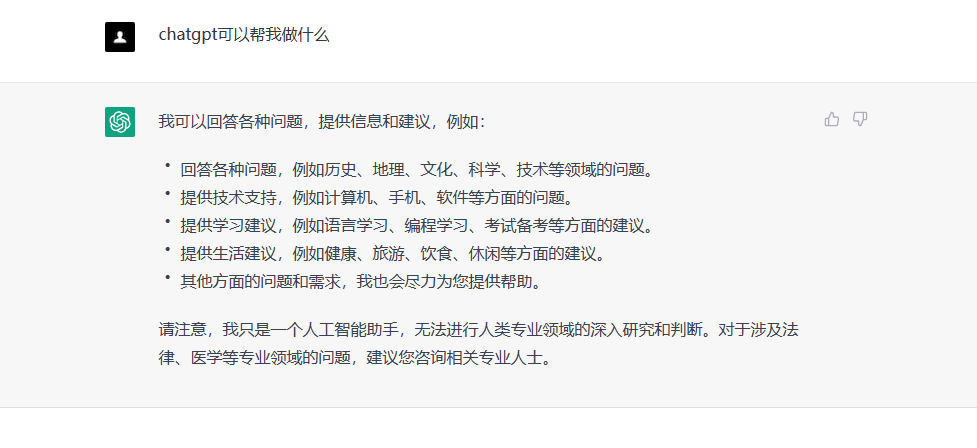 chatgpt可以帮我做什么
我可以回答各种问题，提供信息和建议，例如：
• 回答各种问题，例如历史、地理、文化、科学、技术等领域的问题。
• 提供技术支持，例如计算机、手机、软件等方面的问题。
• 提供学习建议，例如语言学习、编程学习、考试备考等方面的建议。
• 提供生活建议，例如健康、旅游、饮食、休闲等方面的建议。
• 其他方面的问题和需求，我也会尽力为您提供帮助。
请注意，我只是一个人工智能助手，无法进行人类专业领域的深入研究和判断。对于涉及法
律、医学等专业领域的问题，建议您咨询相关专业人士。